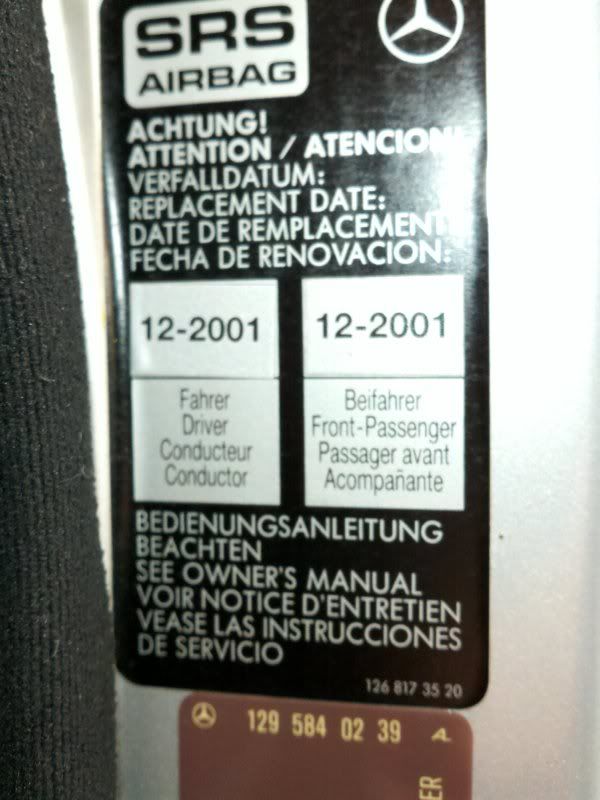 SRS
AIRBAG
ACHTUNG!
ATTENTION / ATENCION!
VERFALLDATUM:
REPLACEMENT DATE:
DATE DE REMPLACEMENT:
FECHA DE RENOVACION:
12-2001
12-2001
Fahrer
Driver
Conducteur
Conductor
Beifahrer
Front-Passenger
Passager avant
Acompañante
BEDIENUNGSANLEITUNG
BEACHTEN
SEE OWNER'S MANUAL
VOIR NOTICE D'ENTRETIEN
VEASE LAS INSTRUCCIONES
DE SERVICIO
126 817 35 20
129 584 02 39 A